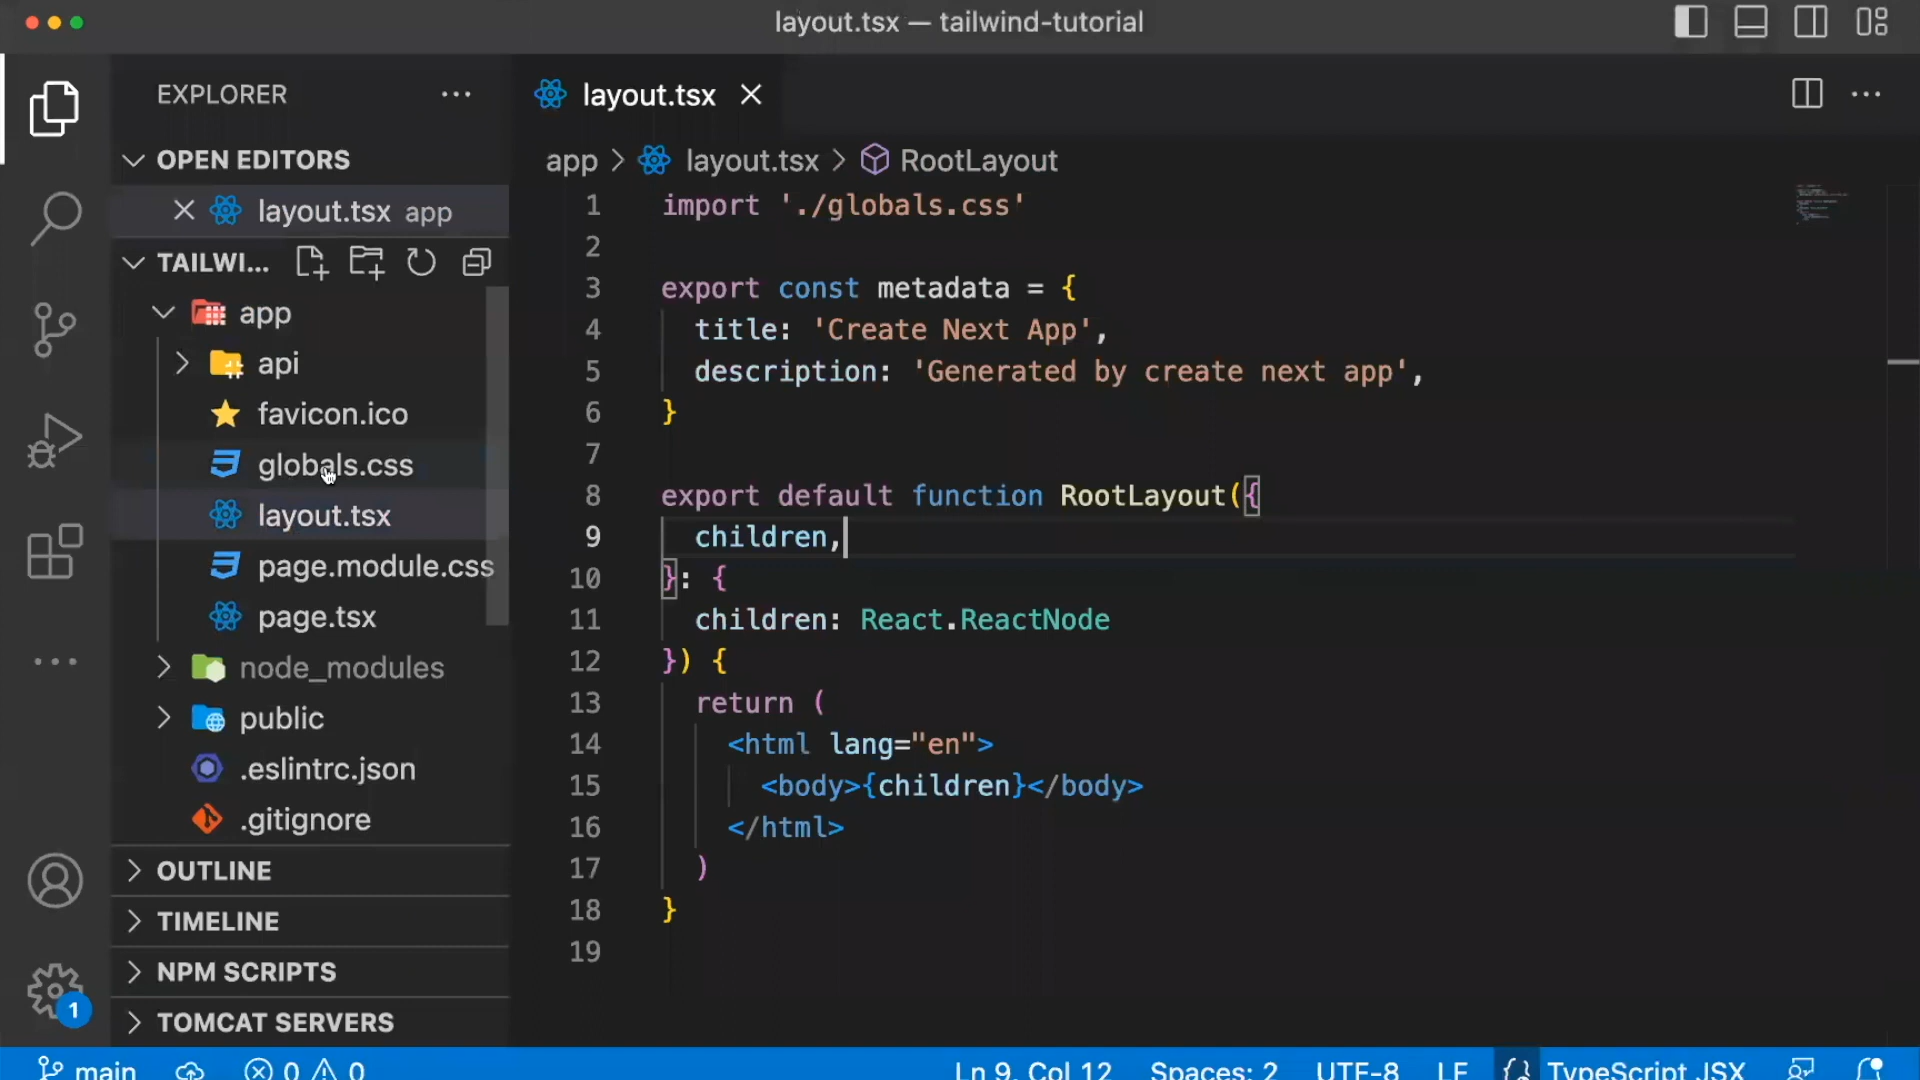 layout.tsx — tailwind-tutorial
EXPLORER
OPEN EDITORS
layout.tsx app
TAILWI...
app
api
favicon.ico
globals.css
layout.tsx
page.module.css
page.tsx
node_modules
public
.eslintrc.json
.gitignore
OUTLINE
TIMELINE
NPM SCRIPTS
TOMCAT SERVERS
1
layout.tsx
app > layout.tsx > RootLayout
1 import './globals.css'
2
3 export const metadata = {
4 title: 'Create Next App',
5 description: 'Generated by create next app',
6 }
7
8 export default function RootLayout({
9 children,
10 }: {
11 children: React.ReactNode
12 }) {
13 return (
14 <html lang="en">
15 <body>{children}</body>
16 </html>
17 )
18 }
19
main 0 0 Ln 9, Col 12 Spaces: 2 UTF-8 LF {} TypeScript JSX